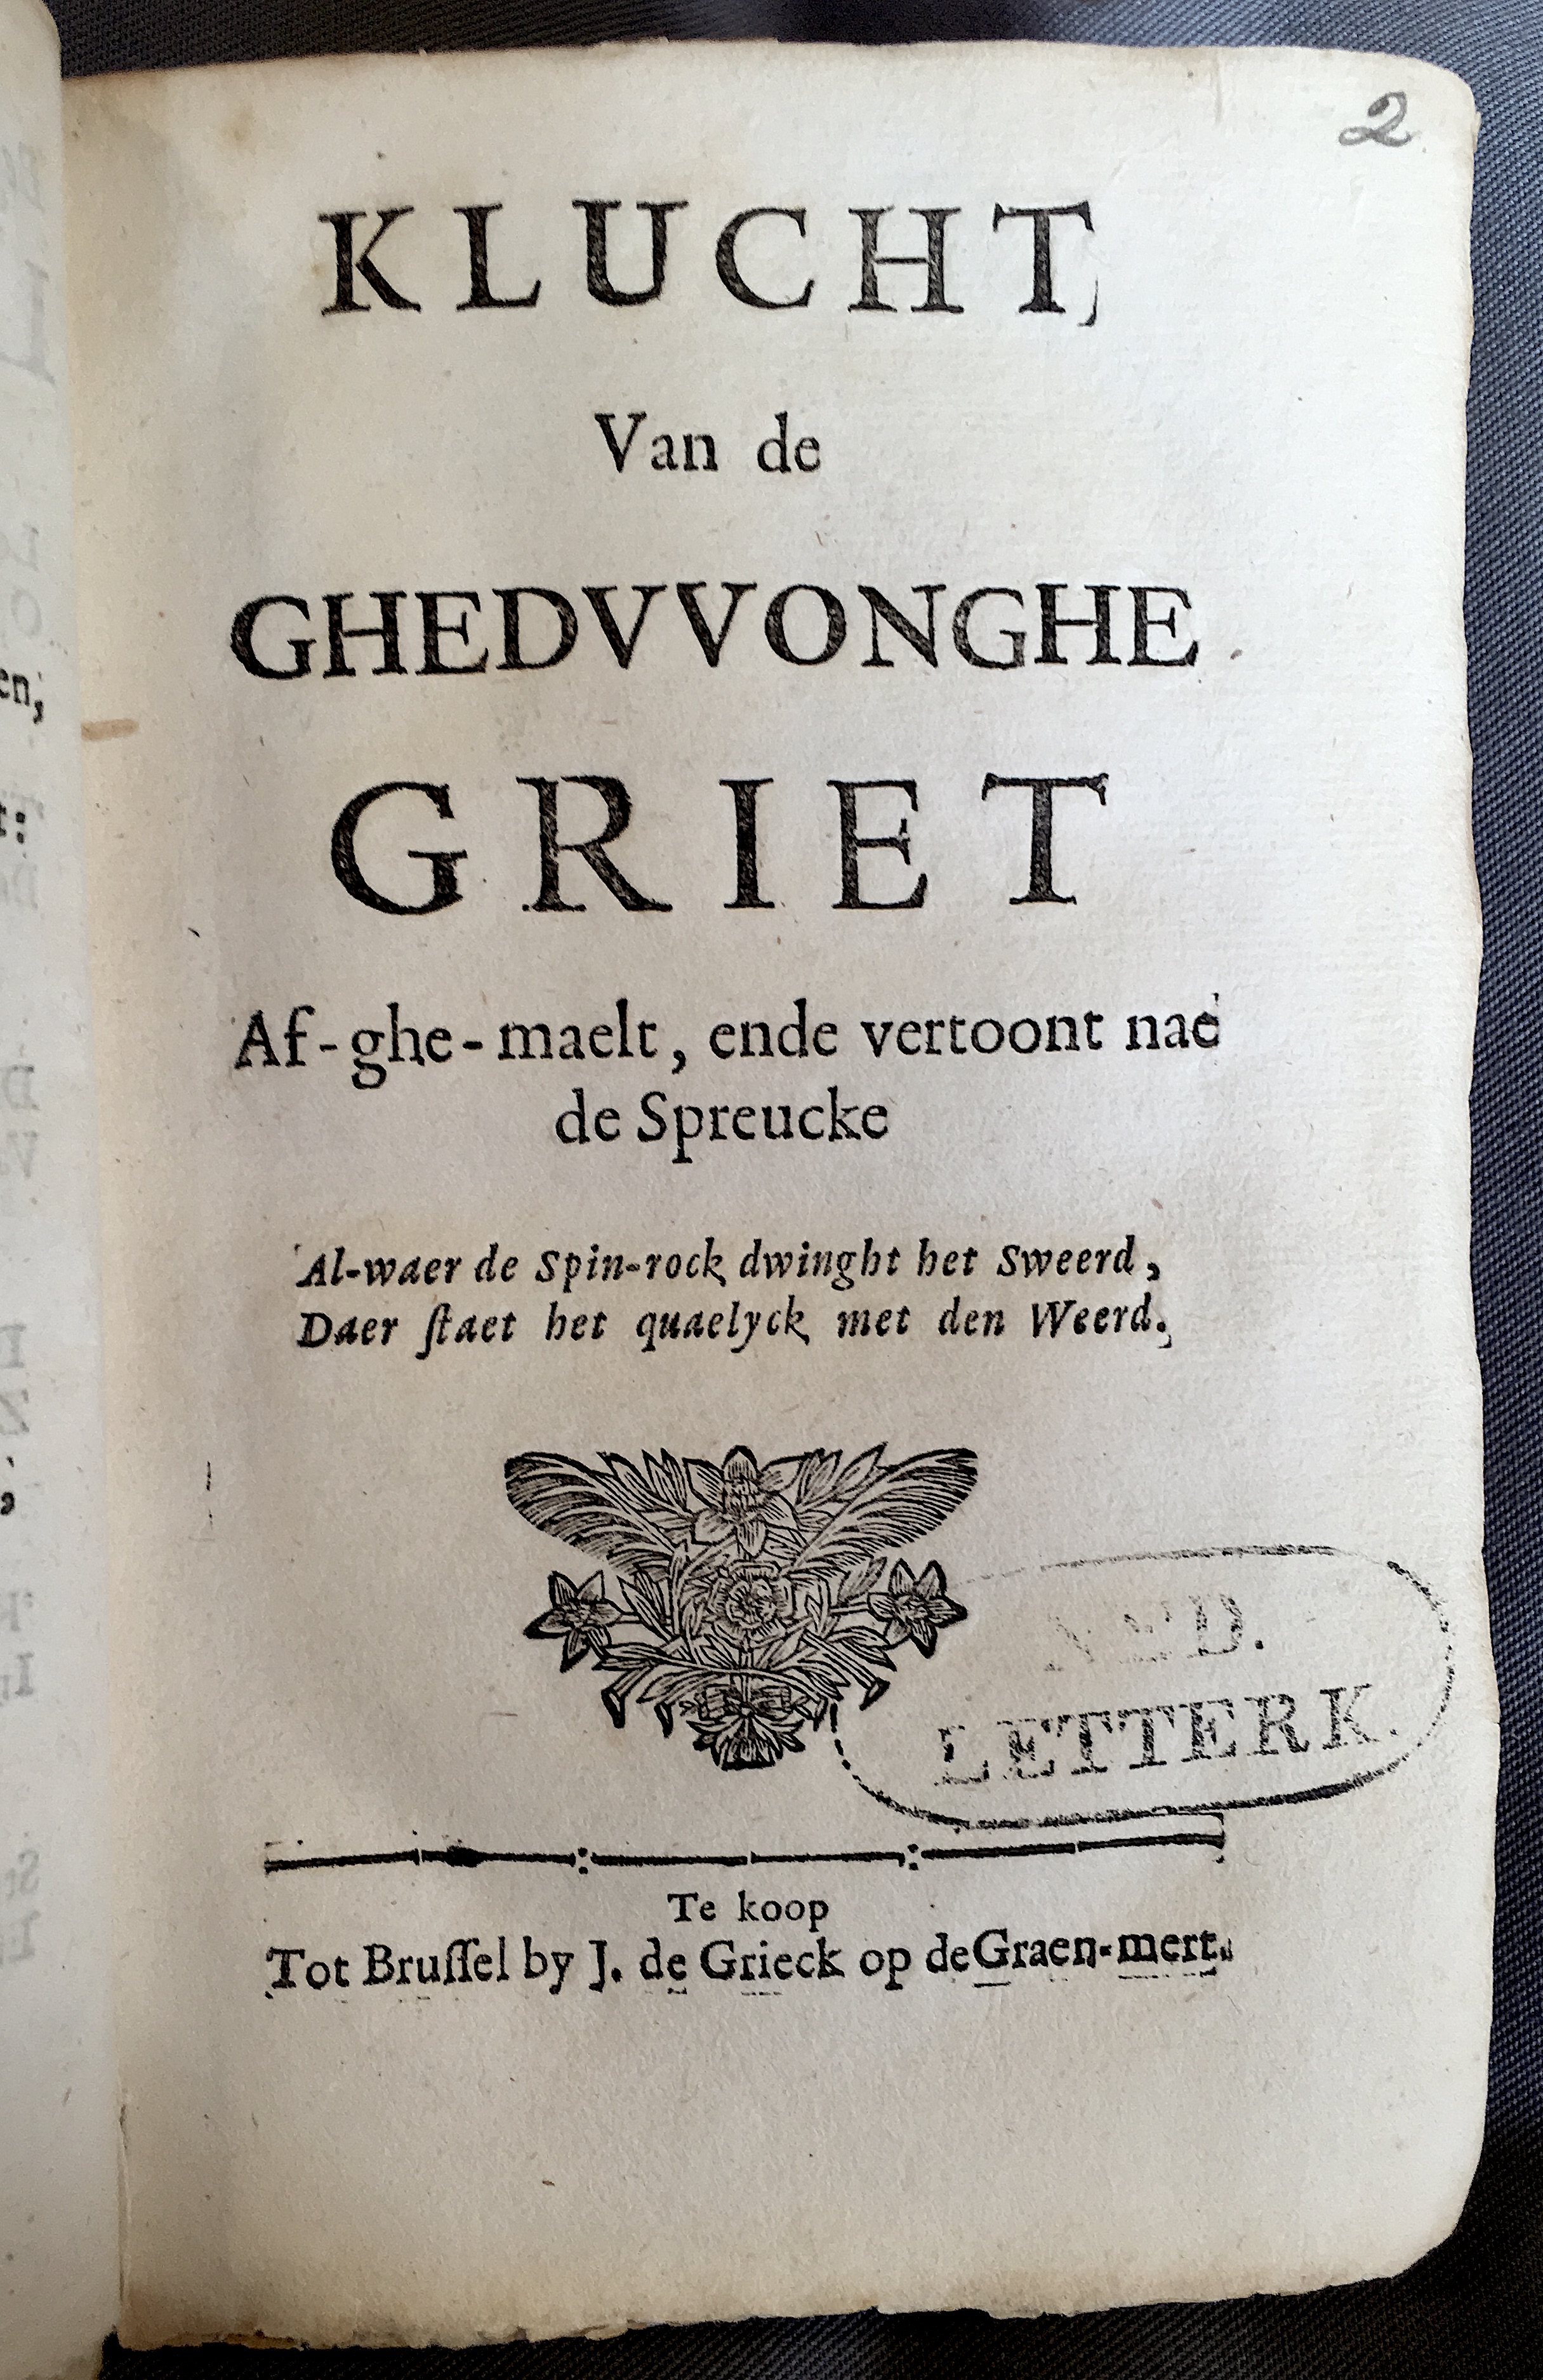 2
KLUCHT,
Van de
GHEDVVONGHE
GRIET
Af-ghe-maelt, ende vertoont nae
de Spreucke
Al-waer de Spin-rock dwinght het Sweerd,
Daer ſtaet het quaelyck met den Weerd.
NED.
LETTERK.
Te koop
Tot Bruſſel by J. de Grieck op de Graen-mert.
en,
t: